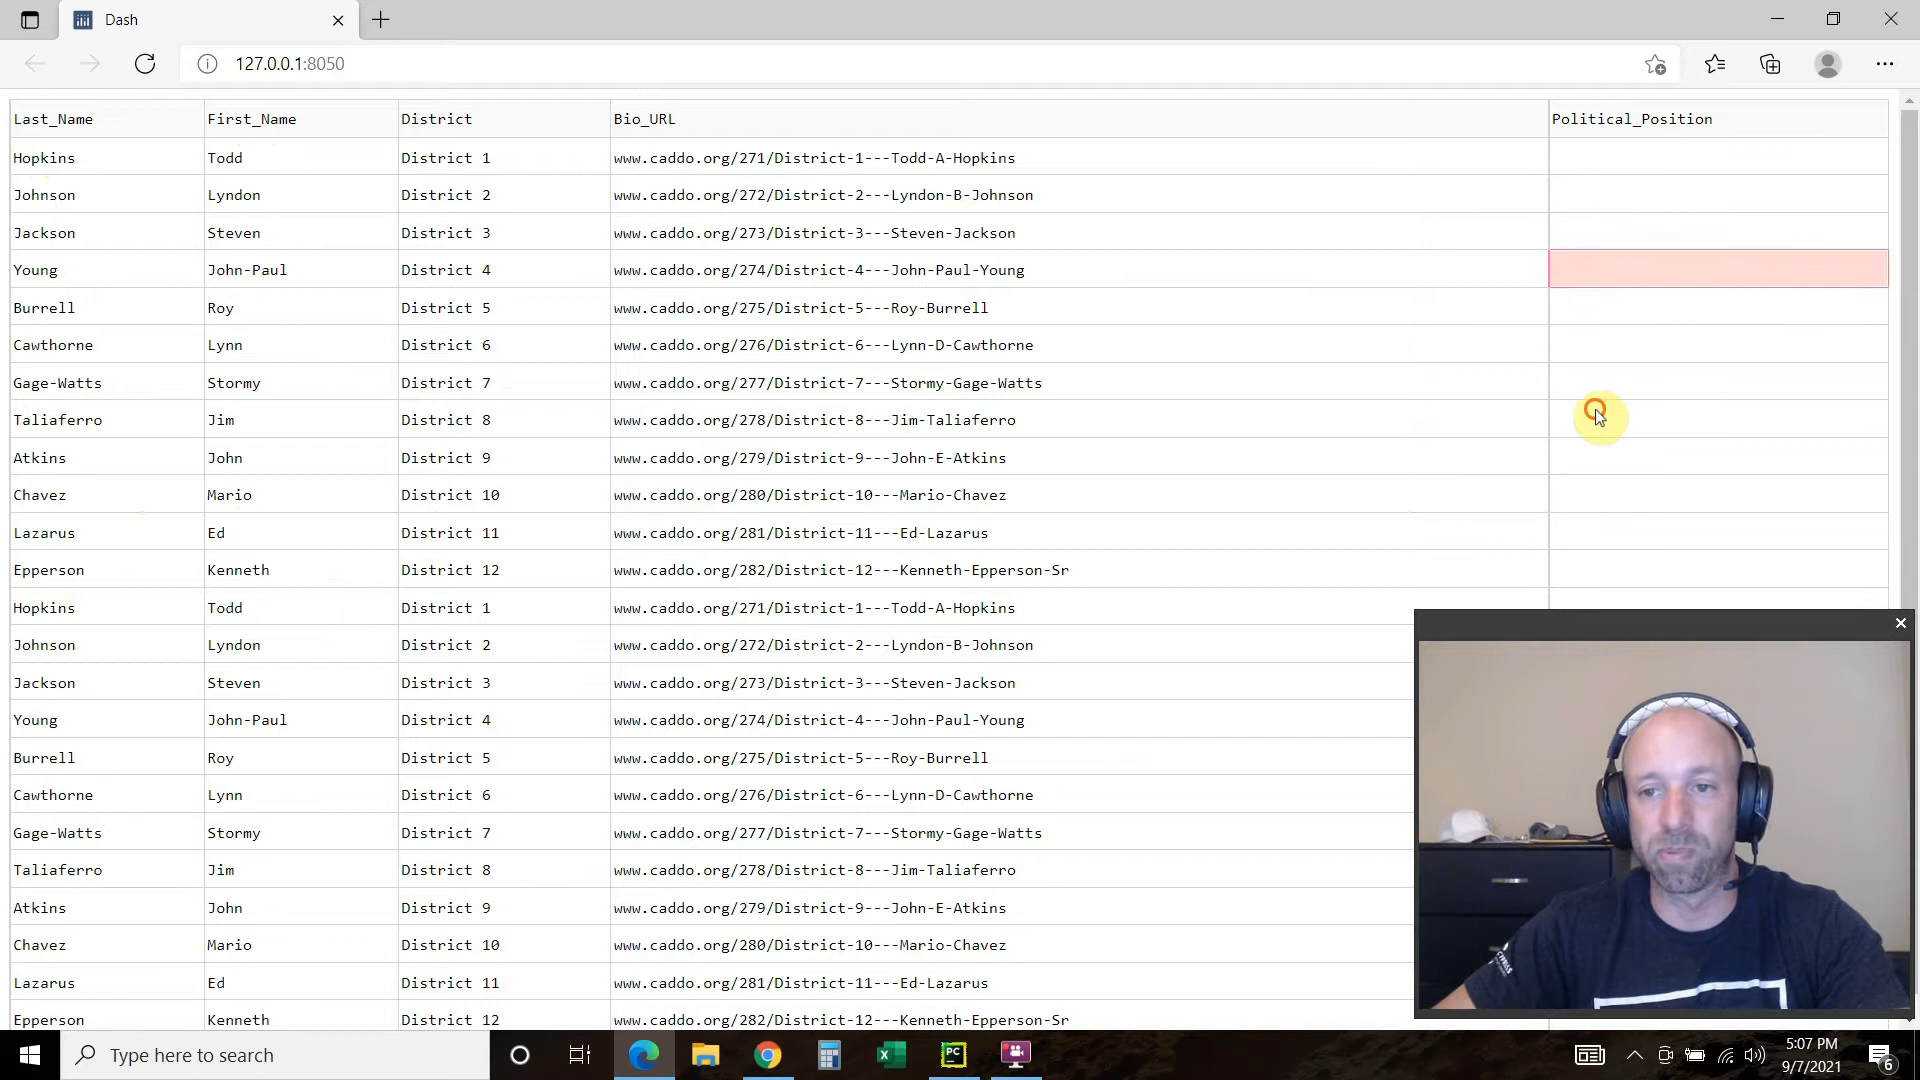 Dash
127.0.0.1:8050
Last_Name First_Name District Bio_URL Political_Position
Hopkins Todd District 1 www.caddo.org/271/District-1---Todd-A-Hopkins
Johnson Lyndon District 2 www.caddo.org/272/District-2---Lyndon-B-Johnson
Jackson Steven District 3 www.caddo.org/273/District-3---Steven-Jackson
Young John-Paul District 4 www.caddo.org/274/District-4---John-Paul-Young
Burrell Roy District 5 www.caddo.org/275/District-5---Roy-Burrell
Cawthorne Lynn District 6 www.caddo.org/276/District-6---Lynn-D-Cawthorne
Gage-Watts Stormy District 7 www.caddo.org/277/District-7---Stormy-Gage-Watts
Taliaferro Jim District 8 www.caddo.org/278/District-8---Jim-Taliaferro
Atkins John District 9 www.caddo.org/279/District-9---John-E-Atkins
Chavez Mario District 10 www.caddo.org/280/District-10---Mario-Chavez
Lazarus Ed District 11 www.caddo.org/281/District-11---Ed-Lazarus
Epperson Kenneth District 12 www.caddo.org/282/District-12---Kenneth-Epperson-Sr
Hopkins Todd District 1 www.caddo.org/271/District-1---Todd-A-Hopkins
Johnson Lyndon District 2 www.caddo.org/272/District-2---Lyndon-B-Johnson
Jackson Steven District 3 www.caddo.org/273/District-3---Steven-Jackson
Young John-Paul District 4 www.caddo.org/274/District-4---John-Paul-Young
Burrell Roy District 5 www.caddo.org/275/District-5---Roy-Burrell
Cawthorne Lynn District 6 www.caddo.org/276/District-6---Lynn-D-Cawthorne
Gage-Watts Stormy District 7 www.caddo.org/277/District-7---Stormy-Gage-Watts
Taliaferro Jim District 8 www.caddo.org/278/District-8---Jim-Taliaferro
Atkins John District 9 www.caddo.org/279/District-9---John-E-Atkins
Chavez Mario District 10 www.caddo.org/280/District-10---Mario-Chavez
Lazarus Ed District 11 www.caddo.org/281/District-11---Ed-Lazarus
Epperson Kenneth District 12 www.caddo.org/282/District-12---Kenneth-Epperson-Sr
Type here to search
PC
5:07 PM
9/7/2021
6